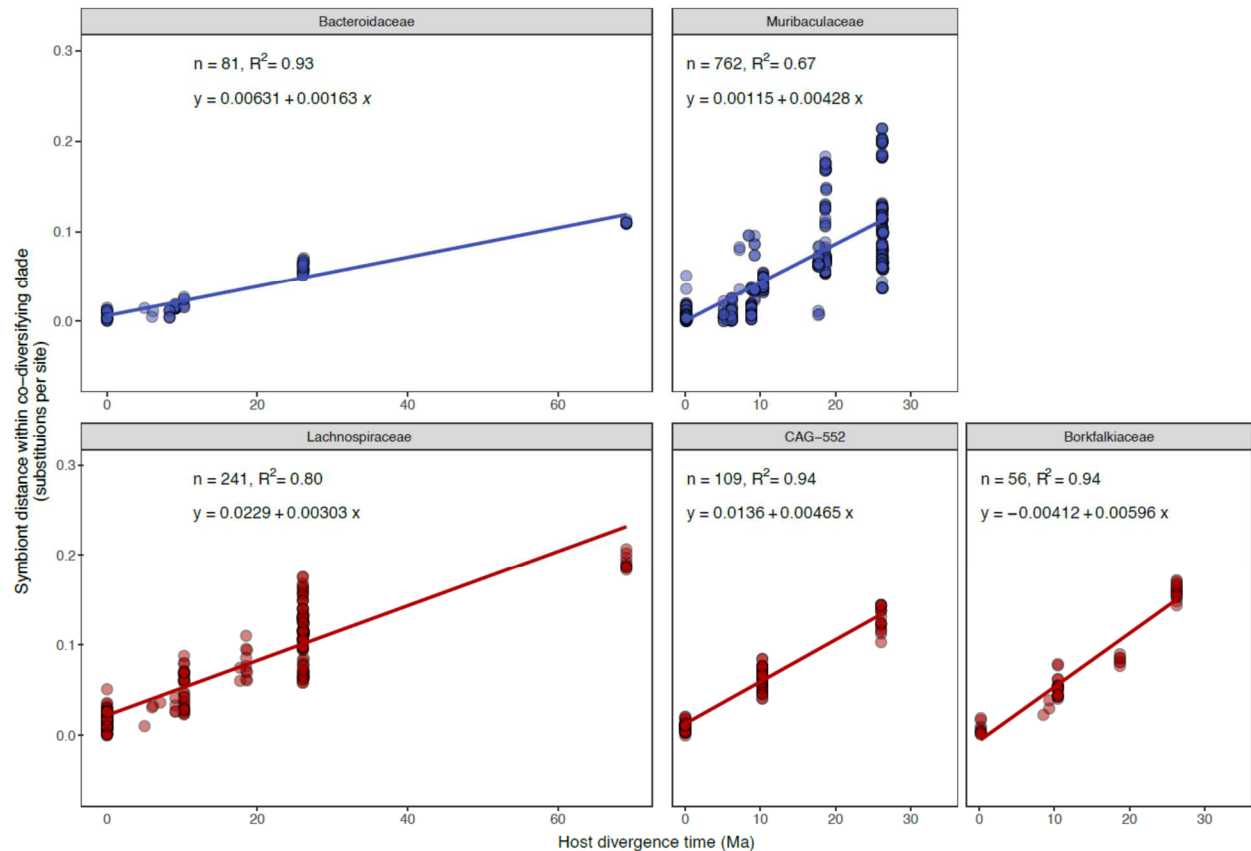 Bacteroidaceae
Muribaculaceae
n = 81, R²= 0.93
y = 0.00631 + 0.00163 x
n = 762, R²= 0.67
y = 0.00115 + 0.00428 x
0.3
0.2
0.1
0.0
0 20 40 60
0 10 20 30
Lachnospiraceae
CAG−552
Borkfalkiaceae
n = 241, R²= 0.80
y = 0.0229 + 0.00303 x
n = 109, R²= 0.94
y = 0.0136 + 0.00465 x
n = 56, R²= 0.94
y = −0.00412 + 0.00596 x
0.3
0.2
0.1
0.0
0 20 40 60
0 10 20 30
0 10 20 30
Symbiont distance within co−diversifying clade
(substituions per site)
Host divergence time (Ma)